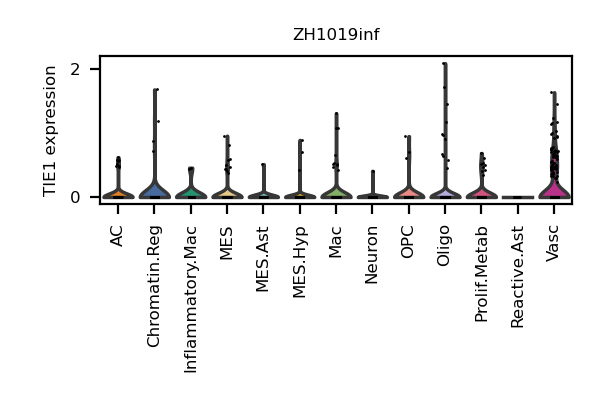 ZH1019inf
TIE1 expression
2
0
AC
Chromatin.Reg
Inflammatory.Mac
MES
MES.Ast
MES.Hyp
Mac
Neuron
OPC
Oligo
Prolif.Metab
Reactive.Ast
Vasc